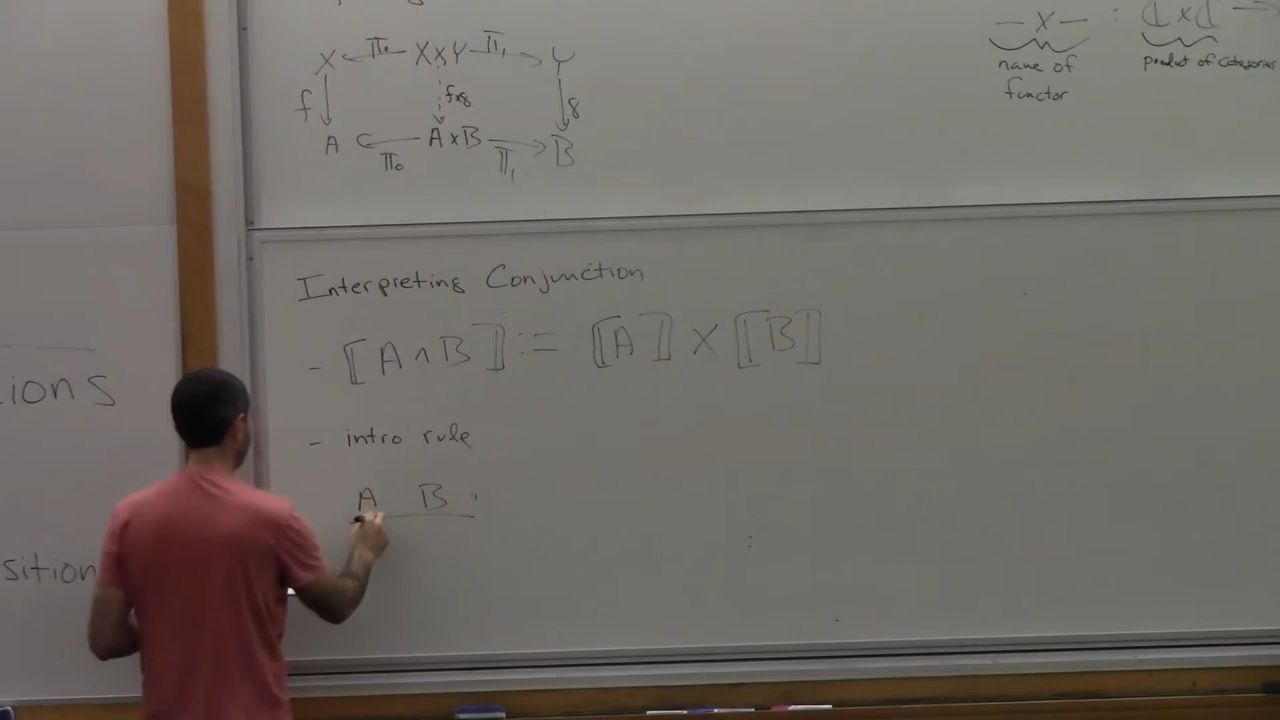 X ←π₀— X×Y —π₁→ Y
f f×g g
A ←— A×B —→ B
π₀ π₁
— X — : ℂ×ℂ →
name of functor
product of categories
Interpreting Conjunction
- ⟦A∧B⟧ := ⟦A⟧ × ⟦B⟧
- intro rule
A B
ions
sition